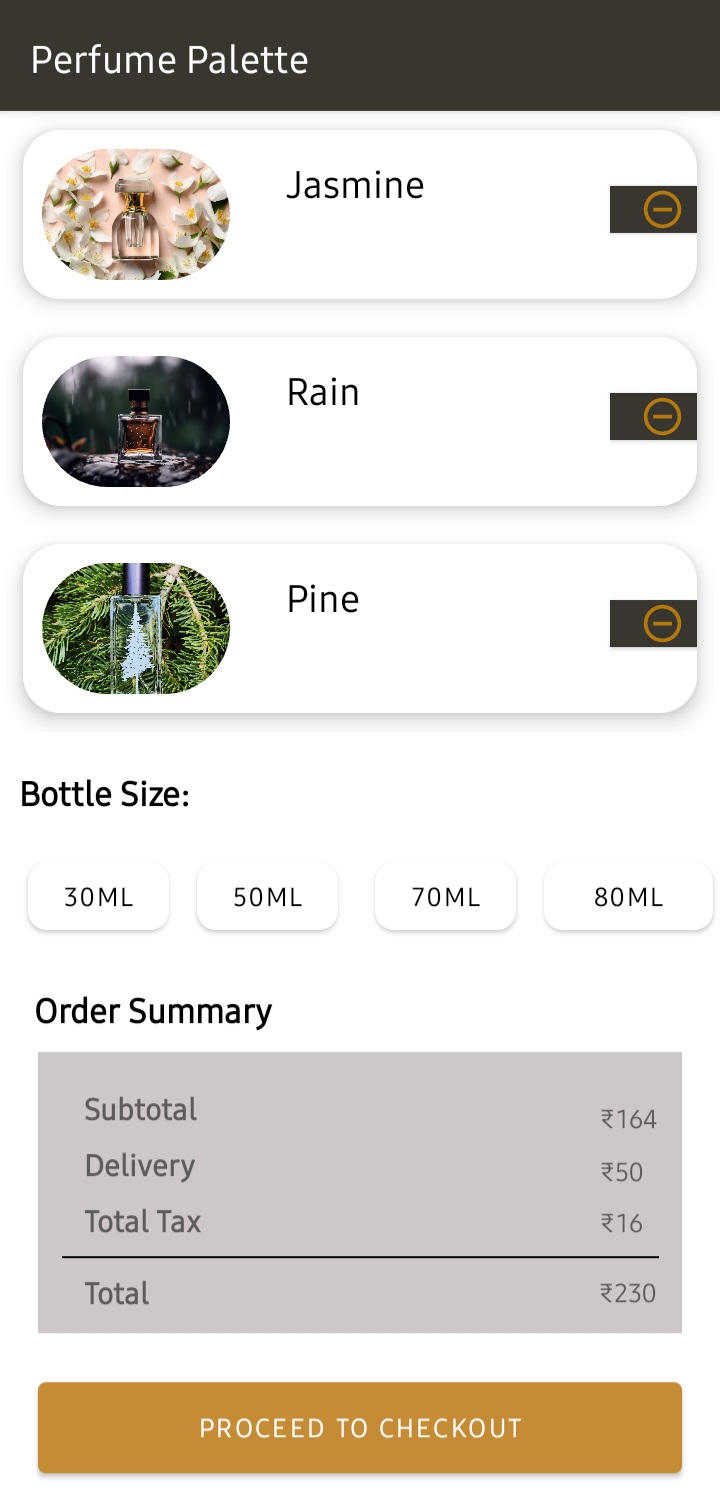 Perfume Palette
Jasmine
Rain
Pine
Bottle Size:
30ML 50ML 70ML 80ML
Order Summary
Subtotal ₹164
Delivery ₹50
Total Tax ₹16
Total ₹230
PROCEED TO CHECKOUT